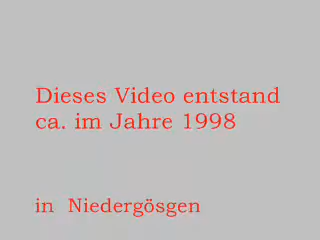 Dieses Video entstand
ca. im Jahre 1998
in Niedergösgen